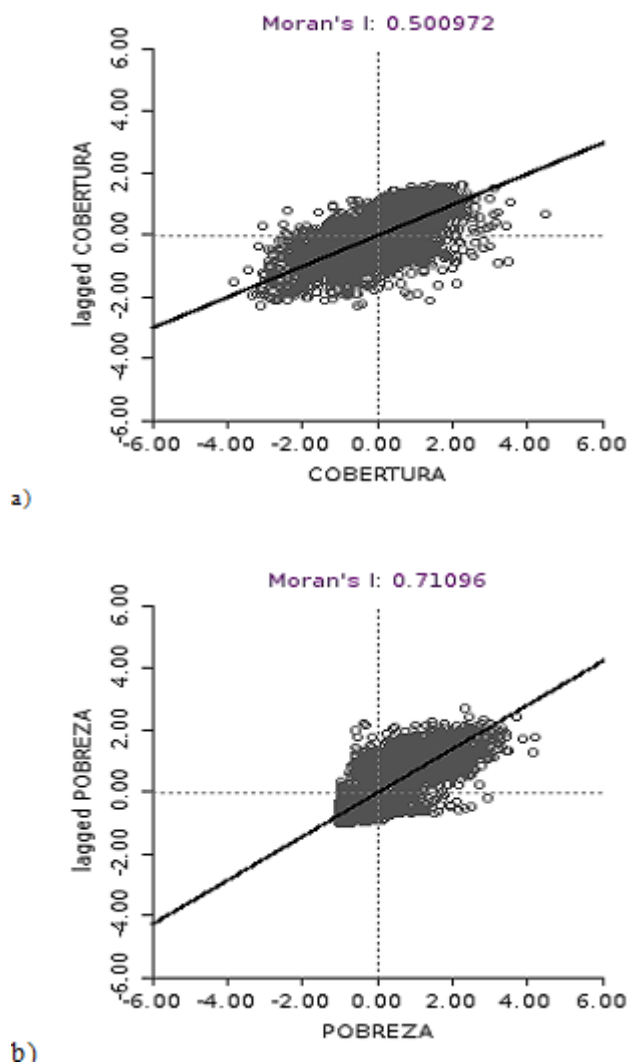 Moran's I: 0.500972
6.00
4.00
2.00
0.00
-2.00
-4.00
-6.00
lagged COBERTURA
-6.00 -4.00 -2.00 0.00 2.00 4.00 6.00
COBERTURA
a)
Moran's I: 0.71096
6.00
4.00
2.00
0.00
-2.00
-4.00
-6.00
lagged POBREZA
-6.00 -4.00 -2.00 0.00 2.00 4.00 6.00
POBREZA
b)